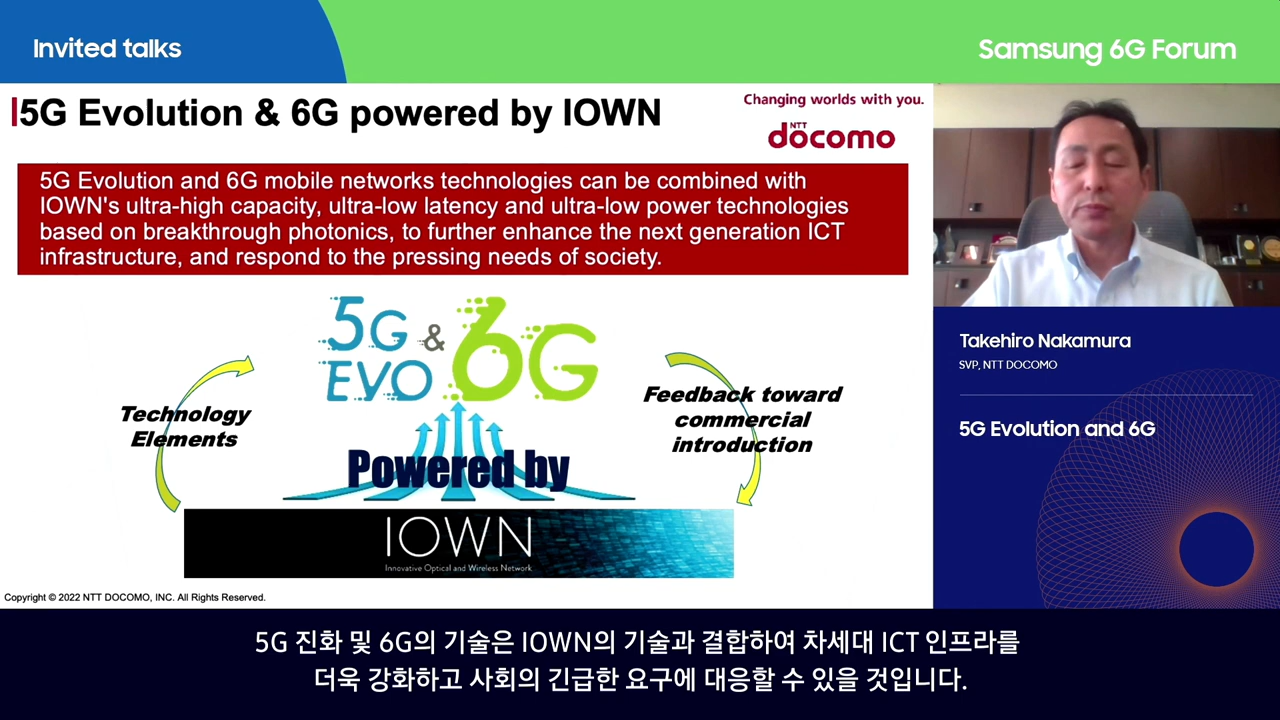 Invited talks
Samsung 6G Forum
5G Evolution & 6G powered by IOWN
Changing worlds with you.
NTT
docomo
5G Evolution and 6G mobile networks technologies can be combined with
IOWN's ultra-high capacity, ultra-low latency and ultra-low power technologies
based on breakthrough photonics, to further enhance the next generation ICT
infrastructure, and respond to the pressing needs of society.
5G & 6G
EVO
Technology
Elements
Feedback toward
commercial
introduction
Powered by
IOWN
Innovative Optical and Wireless Network
Copyright © 2022 NTT DOCOMO, INC. All Rights Reserved.
Takehiro Nakamura
SVP, NTT DOCOMO
5G Evolution and 6G
5G 진화 및 6G의 기술은 IOWN의 기술과 결합하여 차세대 ICT 인프라를
더욱 강화하고 사회의 긴급한 요구에 대응할 수 있을 것입니다.